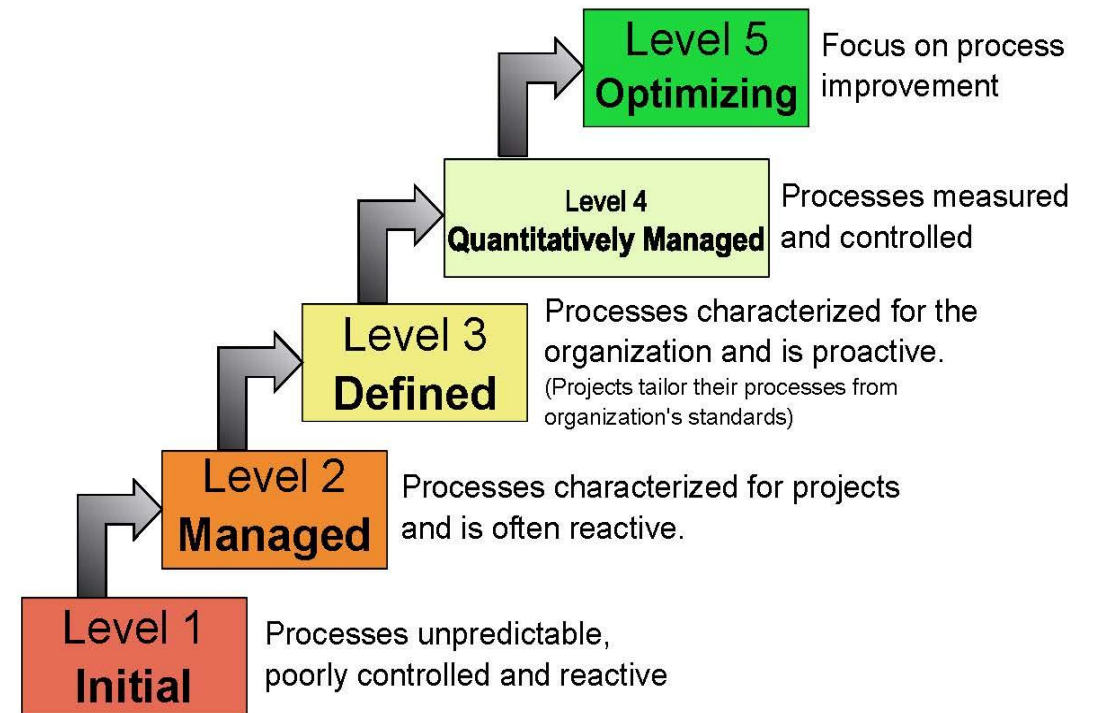 Level 5
Optimizing
Focus on process
improvement
Level 4
Quantitatively Managed
Processes measured
and controlled
Level 3
Defined
Processes characterized for the
organization and is proactive.
(Projects tailor their processes from
organization's standards)
Level 2
Managed
Processes characterized for projects
and is often reactive.
Level 1
Initial
Processes unpredictable,
poorly controlled and reactive